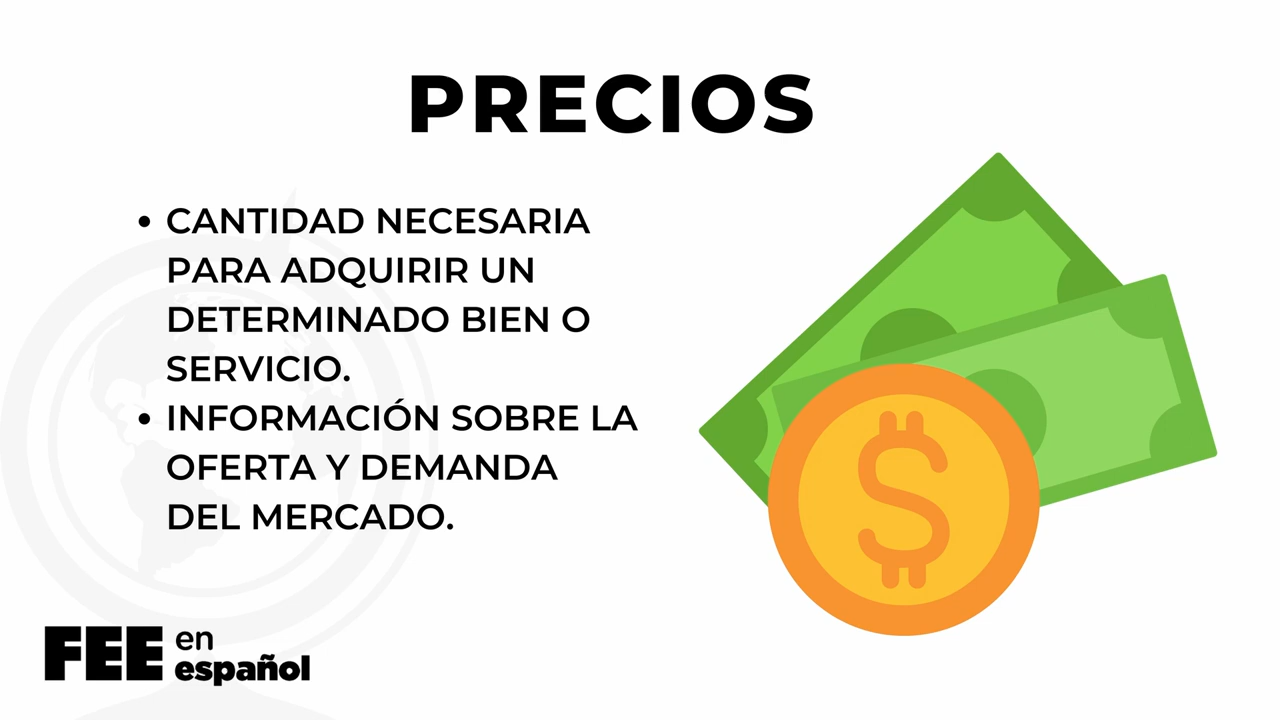 PRECIOS
• CANTIDAD NECESARIA
PARA ADQUIRIR UN
DETERMINADO BIEN O
SERVICIO.
• INFORMACIÓN SOBRE LA
OFERTA Y DEMANDA
DEL MERCADO.
$
FEE en
español